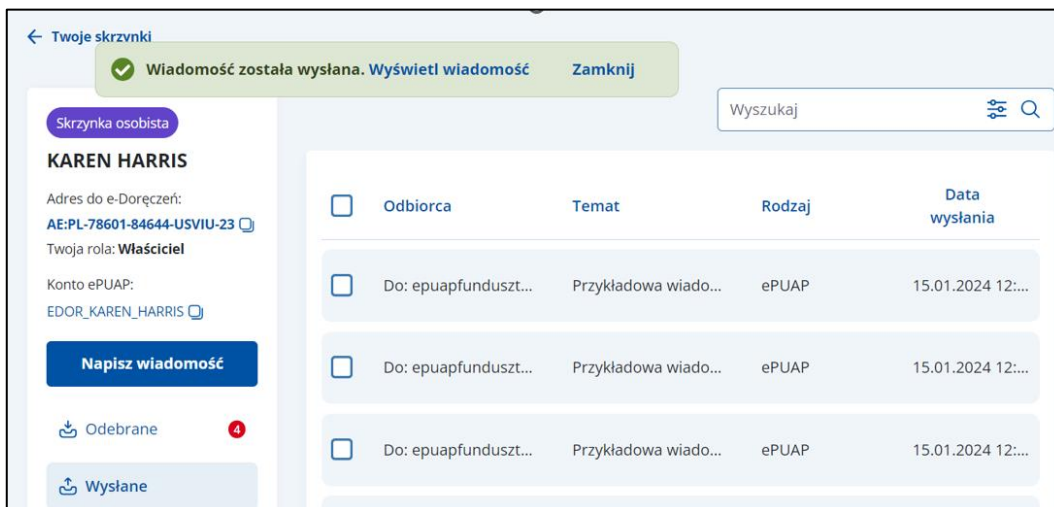 Twoje skrzynki
Wiadomość została wysłana. Wyświetl wiadomość Zamknij
Wyszukaj
Skrzynka osobista
KAREN HARRIS
Adres do e-Doręczeń:
AE:PL-78601-84644-USVIU-23
Twoja rola: Właściciel
Konto ePUAP:
EDOR_KAREN_HARRIS
Napisz wiadomość
Odebrane 4
Wysłane
Odbiorca Temat Rodzaj Data
wysłania
Do: epuapfunduszt... Przykładowa wiado... ePUAP 15.01.2024 12:...
Do: epuapfunduszt... Przykładowa wiado... ePUAP 15.01.2024 12:...
Do: epuapfunduszt... Przykładowa wiado... ePUAP 15.01.2024 12:...